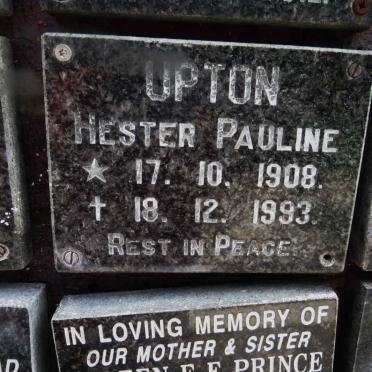 UPTON
HESTER PAULINE
★ 17. 10. 1908.
† 18. 12. 1993.
REST IN PEACE.
IN LOVING MEMORY OF
OUR MOTHER & SISTER
E. F. PRINCE